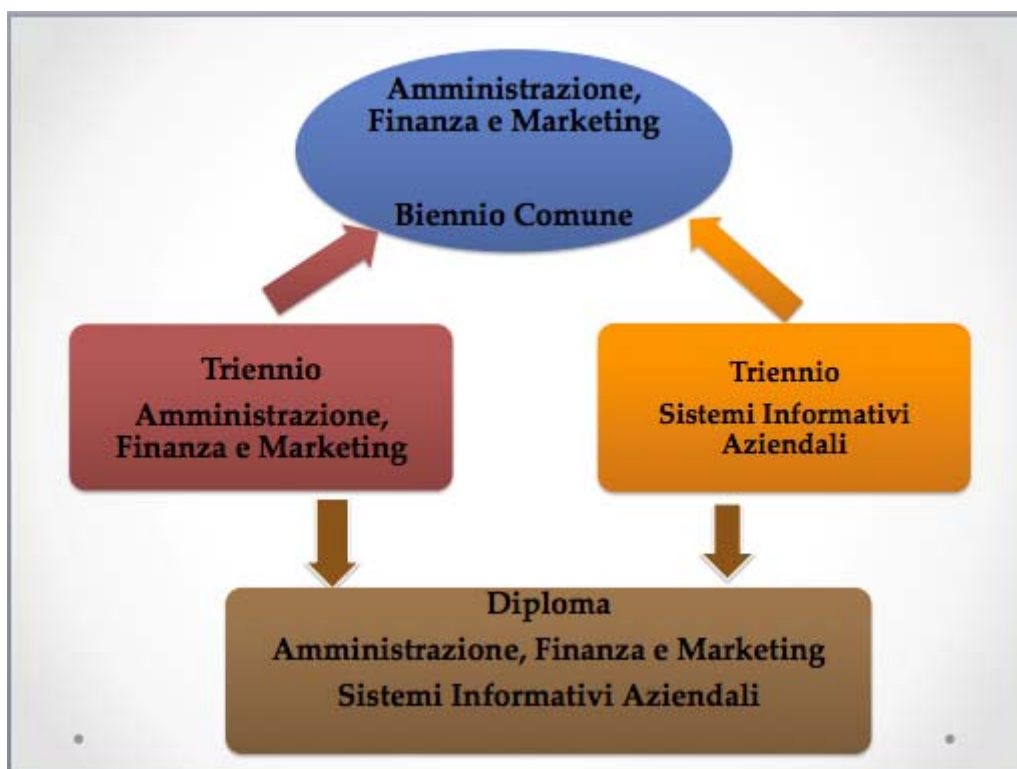 Amministrazione,
Finanza e Marketing
Biennio Comune
Triennio
Amministrazione,
Finanza e Marketing
Triennio
Sistemi Informativi
Aziendali
Diploma
Amministrazione, Finanza e Marketing
Sistemi Informativi Aziendali